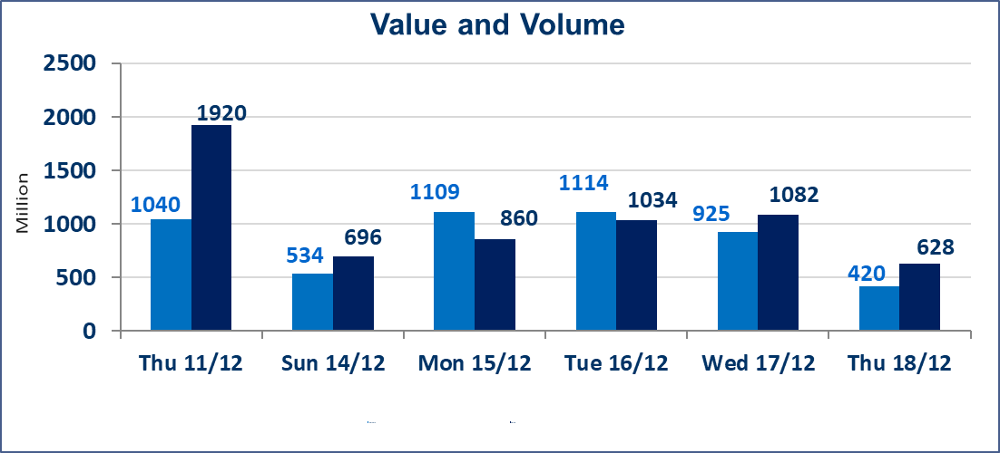 Value and Volume
2500
2000
1500
1000
500
0
Million
1040
1920
534
696
1109
860
1114
1034
925
1082
420
628
Thu 11/12
Sun 14/12
Mon 15/12
Tue 16/12
Wed 17/12
Thu 18/12